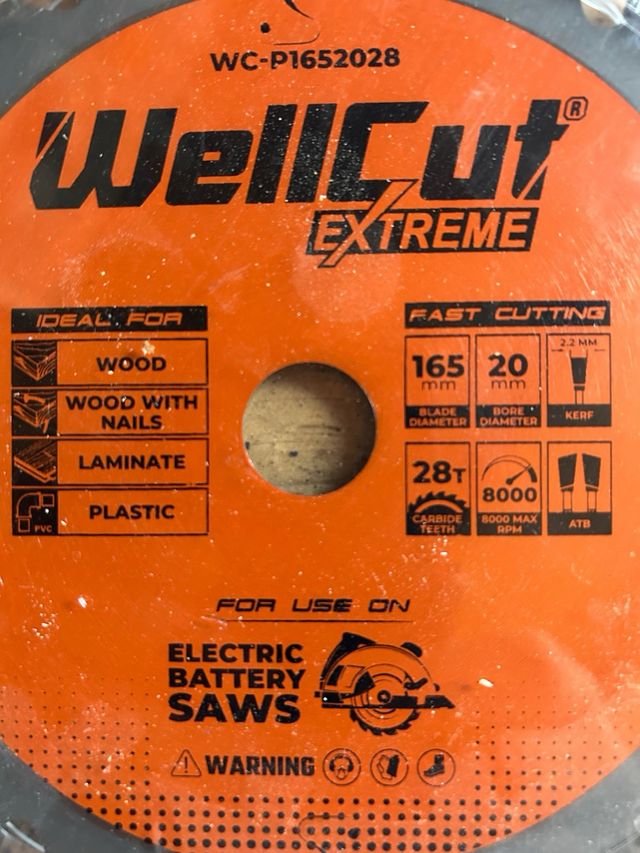 WC-P1652028
WellCut®
EXTREME
IDEAL FOR
WOOD
WOOD WITH
NAILS
LAMINATE
PVC
PLASTIC
FAST CUTTING
165
mm
BLADE
DIAMETER
20
mm
BORE
DIAMETER
2.2 MM
KERF
28T
CARBIDE
TEETH
8000
8000 MAX
RPM
ATB
FOR USE ON
ELECTRIC
BATTERY
SAWS
WARNING